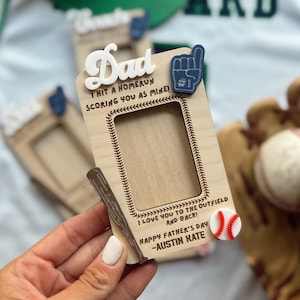 Dad
I HIT A HOMERUN
SCORING YOU AS MINE!
#1
I LOVE YOU TO THE OUTFIELD
AND BACK!
HAPPY FATHER'S DAY
-AUSTIN KATE